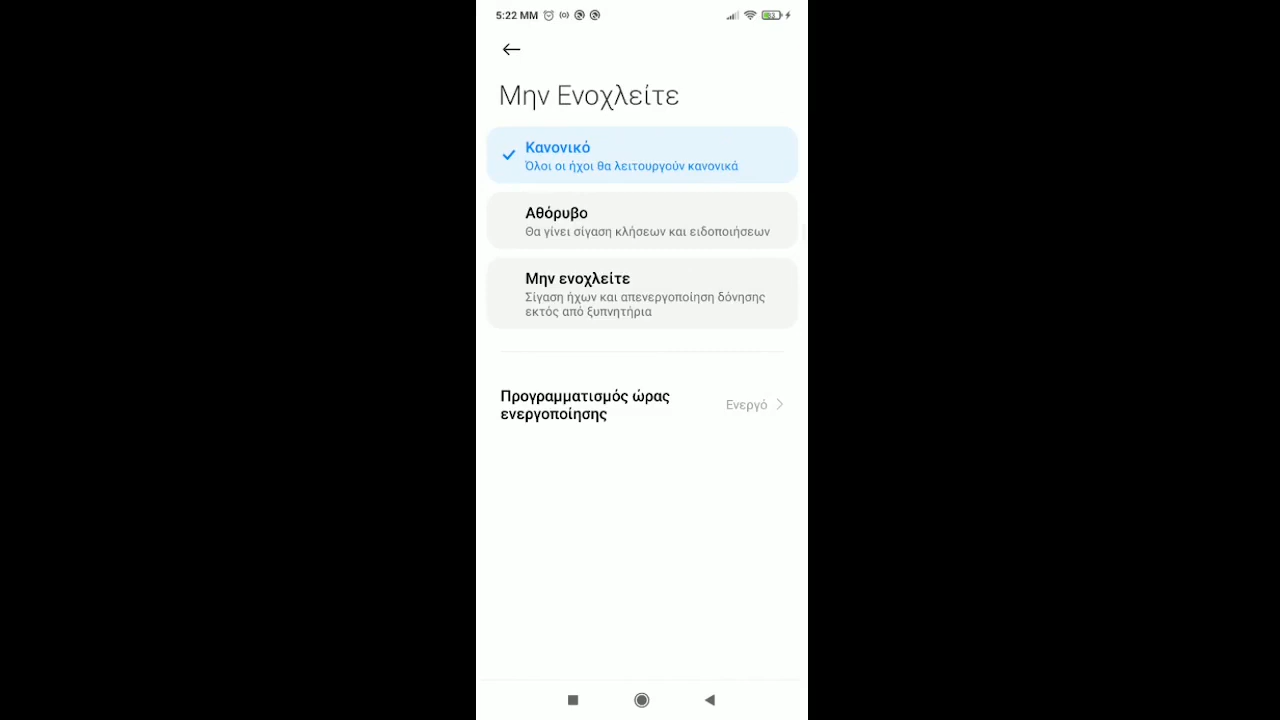 5:22 MM
Μην Ενοχλείτε
Κανονικό
Όλοι οι ήχοι θα λειτουργούν κανονικά
Αθόρυβο
Θα γίνει σίγαση κλήσεων και ειδοποιήσεων
Μην ενοχλείτε
Σίγαση ήχων και απενεργοποίηση δόνησης
εκτός από ξυπνητήρια
Προγραμματισμός ώρας
ενεργοποίησης
Ενεργό